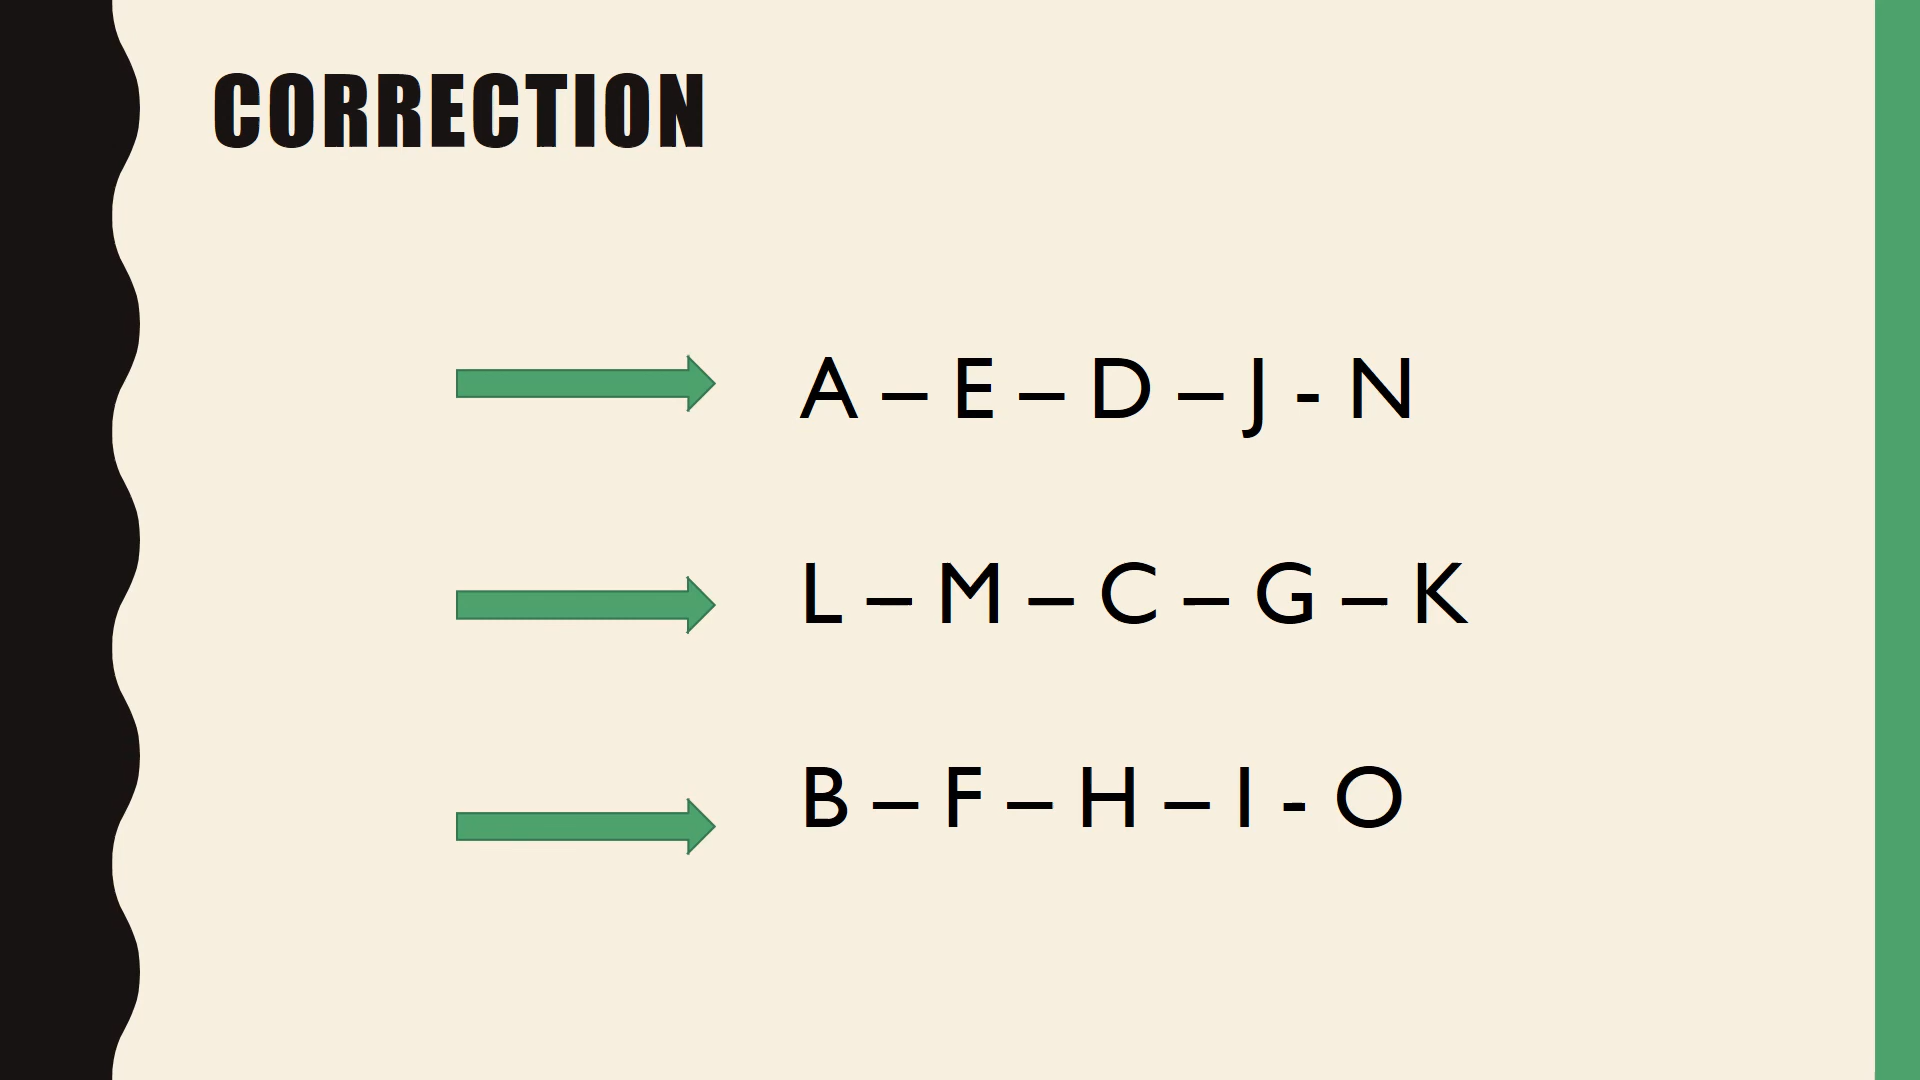 CORRECTION
A – E – D – J - N
L – M – C – G – K
B – F – H – I - O